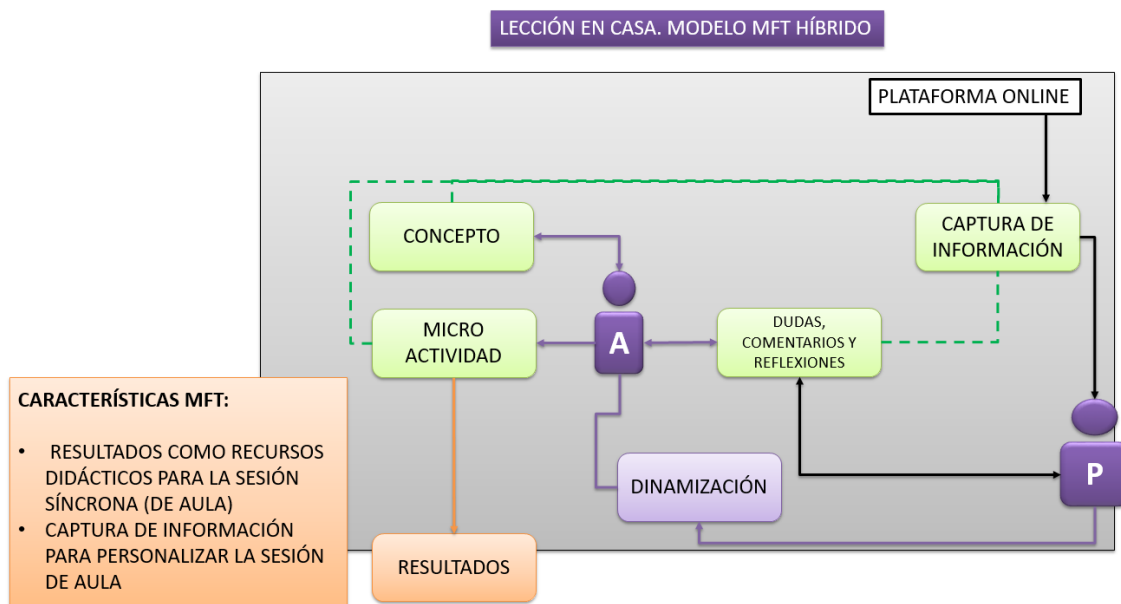 LECCIÓN EN CASA. MODELO MFT HÍBRIDO
PLATAFORMA ONLINE
CONCEPTO
CAPTURA DE
INFORMACIÓN
MICRO
ACTIVIDAD
A
DUDAS,
COMENTARIOS Y
REFLEXIONES
CARACTERÍSTICAS MFT:
• RESULTADOS COMO RECURSOS
DIDÁCTICOS PARA LA SESIÓN
SÍNCRONA (DE AULA)
• CAPTURA DE INFORMACIÓN
PARA PERSONALIZAR LA SESIÓN
DE AULA
DINAMIZACIÓN
P
RESULTADOS